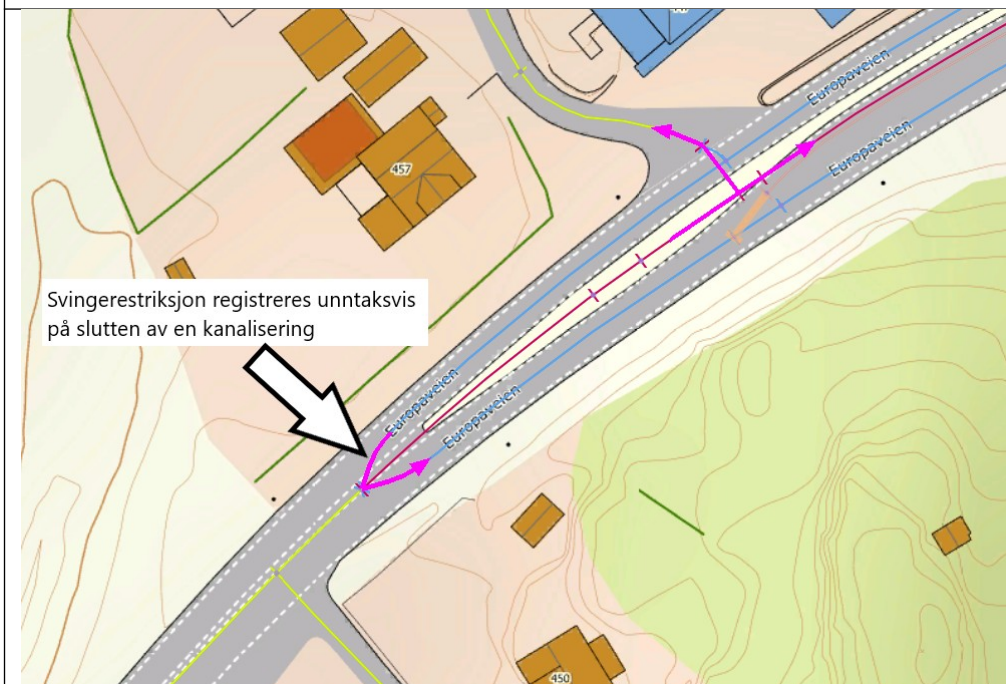 Europaveien
Europaveien
457
Svingerestriksjon registreres unntaksvis
på slutten av en kanalisering
Europaveien
Europaveien
450